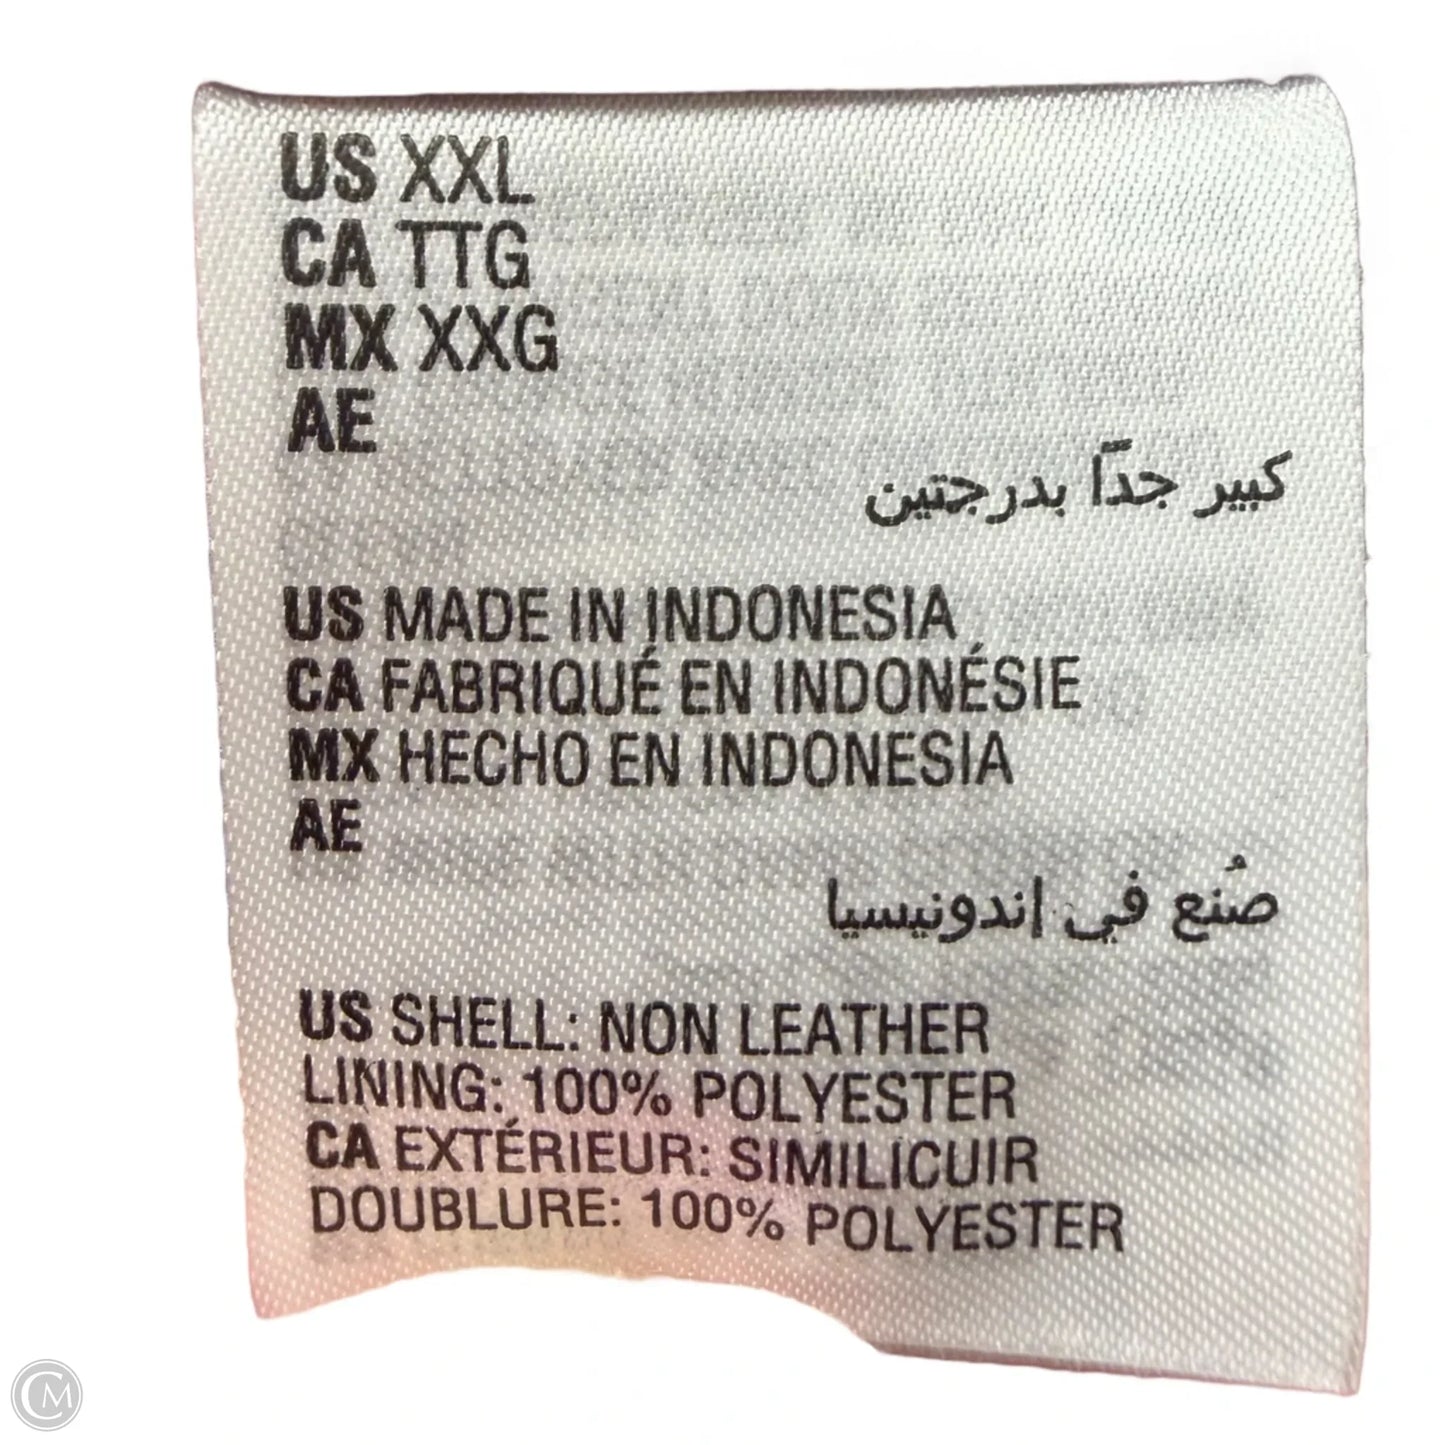 US XXL
CA TTG
MX XXG
AE
كبير جداً بدرجتين
US MADE IN INDONESIA
CA FABRIQUÉ EN INDONÉSIE
MX HECHO EN INDONESIA
AE
صُنع في إندونيسيا
US SHELL: NON LEATHER
LINING: 100% POLYESTER
CA EXTÉRIEUR: SIMILICUIR
DOUBLURE: 100% POLYESTER
CM